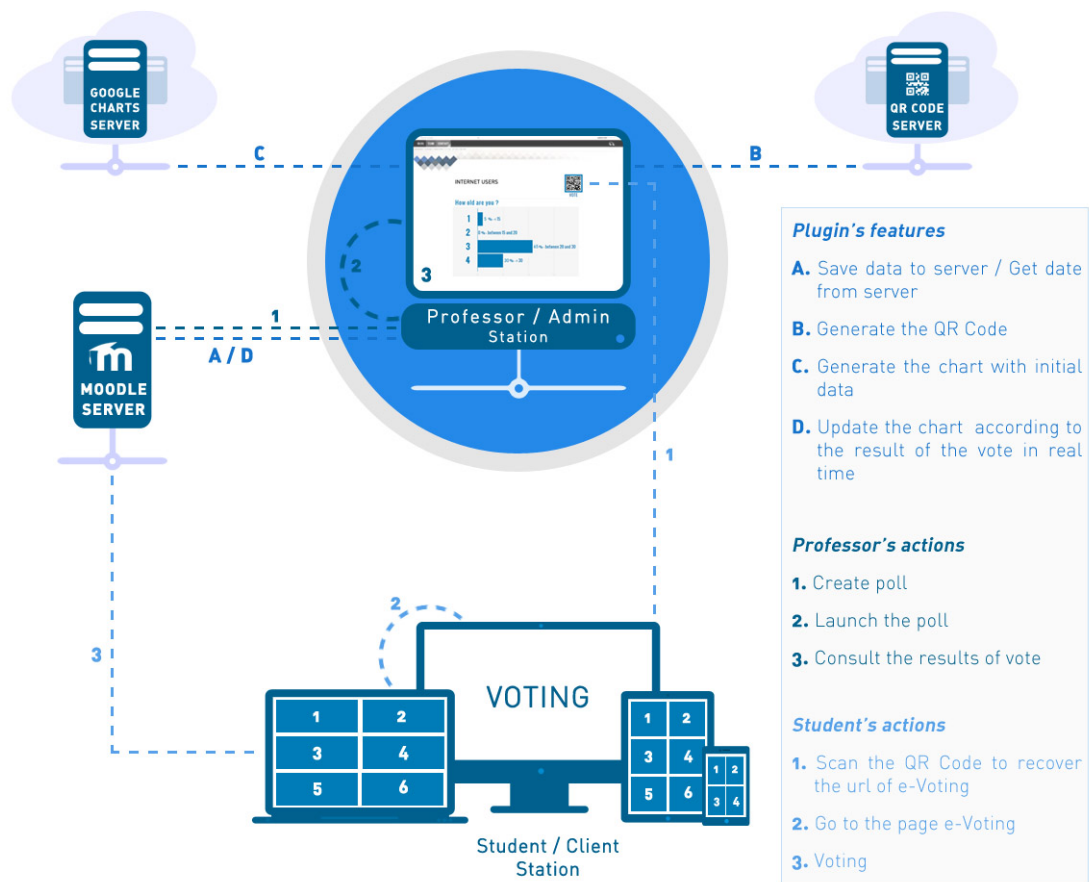 GOOGLE
CHARTS
SERVER
QR CODE
SERVER
C
B
INTERNET USERS
VOTE
How old are you ?
1
2
3
4
2
3
Professor / Admin
Station
1
A / D
MOODLE
SERVER
1
3
2
VOTING
1 2
3 4
5 6
1 2
3 4
5 6
1 2
3 4
Student / Client
Station
Plugin's features
A. Save data to server / Get date
from server
B. Generate the QR Code
C. Generate the chart with initial
data
D. Update the chart according to
the result of the vote in real
time
Professor's actions
1. Create poll
2. Launch the poll
3. Consult the results of vote
Student's actions
1. Scan the QR Code to recover
the url of e-Voting
2. Go to the page e-Voting
3. Voting